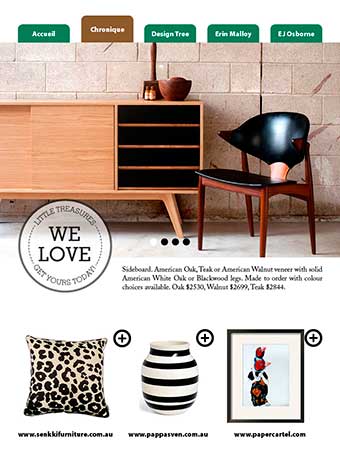 Accueil
Chronique
Design Tree
Erin Malloy
EJ Osborne
LITTLE TREASURES
WE
LOVE
GET YOURS TODAY!
Sideboard. American Oak, Teak or American Walnut veneer with solid
American White Oak or Blackwood legs. Made to order with colour
choices available. Oak $2530, Walnut $2699, Teak $2844.
www.senkkifurniture.com.au
www.pappasven.com.au
www.papercartel.com